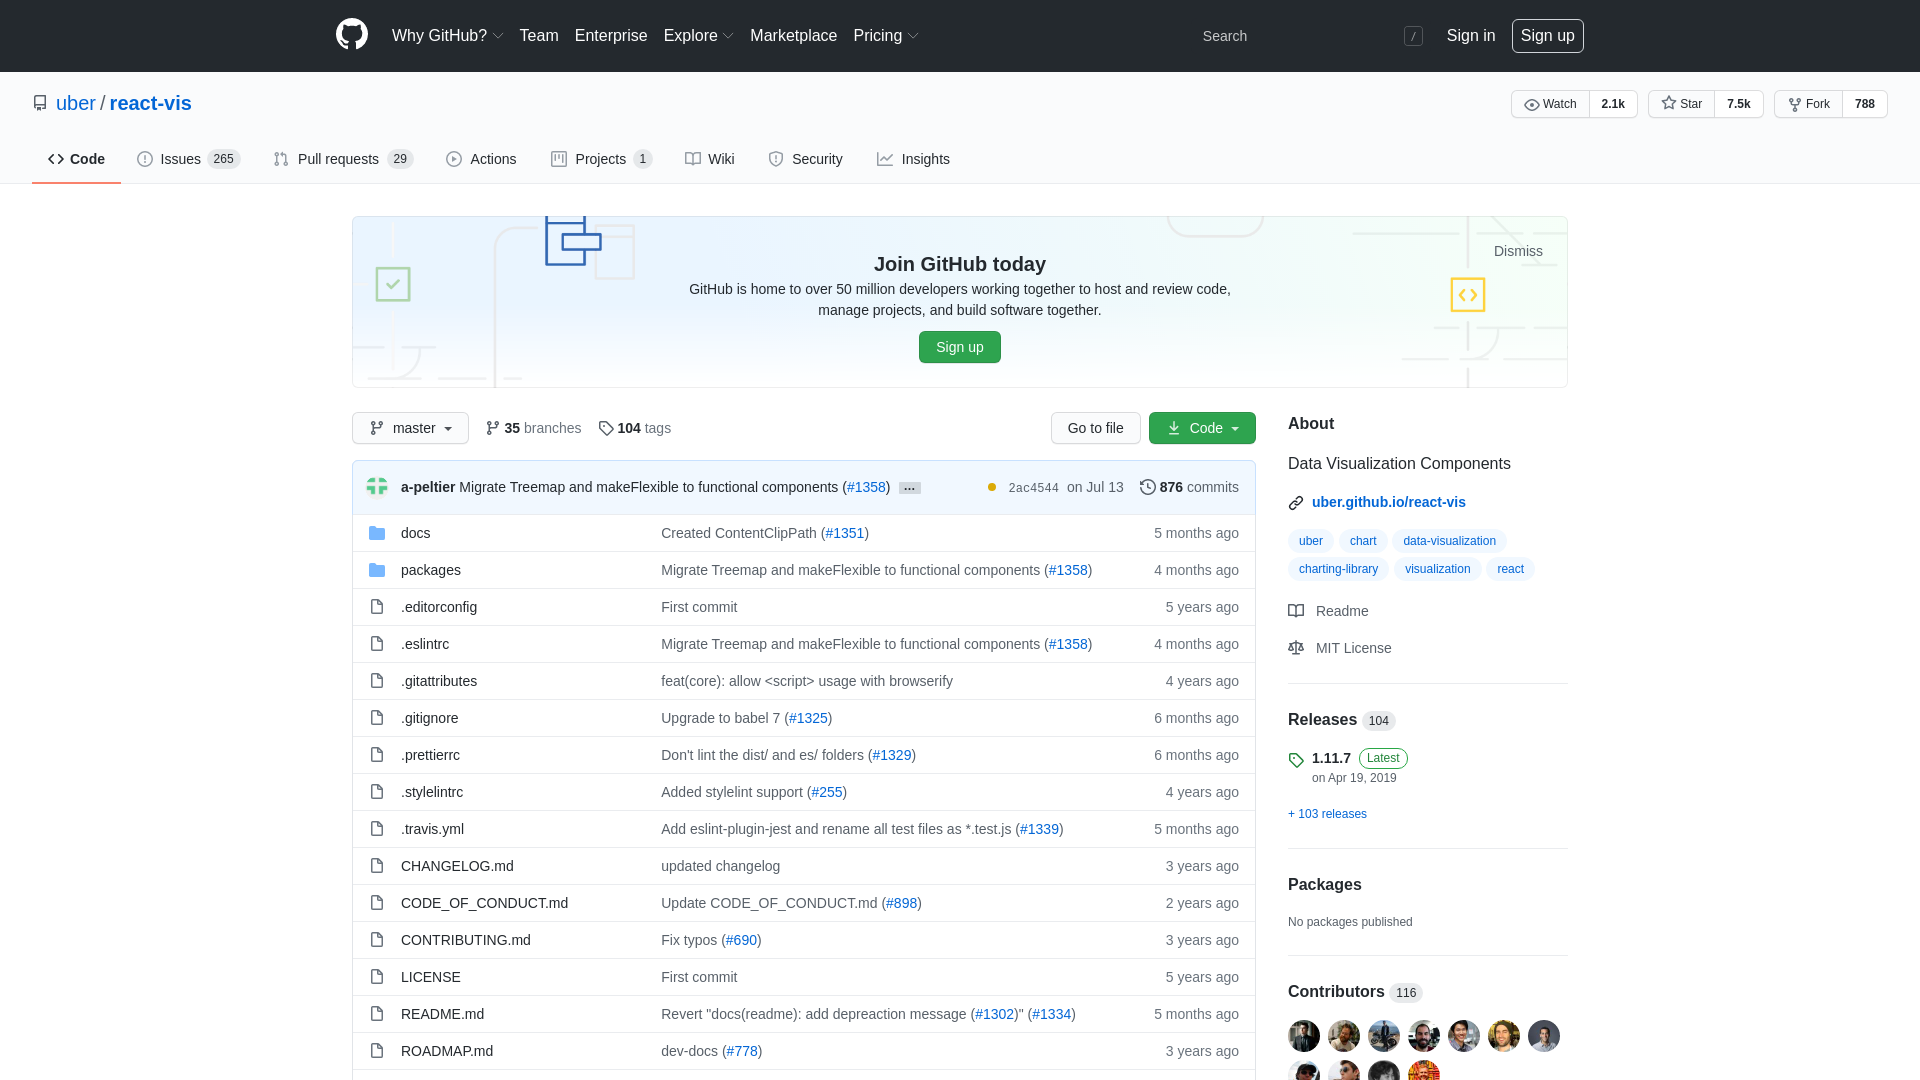 Why GitHub? Team Enterprise Explore Marketplace Pricing Search / Sign in Sign up
uber / react-vis Watch 2.1k Star 7.5k Fork 788
Code Issues 265 Pull requests 29 Actions Projects 1 Wiki Security Insights
Dismiss
Join GitHub today
GitHub is home to over 50 million developers working together to host and review code,
manage projects, and build software together.
Sign up
master 35 branches 104 tags Go to file Code
a-peltier Migrate Treemap and makeFlexible to functional components (#1358) … 2ac4544 on Jul 13 876 commits
docs Created ContentClipPath (#1351) 5 months ago
packages Migrate Treemap and makeFlexible to functional components (#1358) 4 months ago
.editorconfig First commit 5 years ago
.eslintrc Migrate Treemap and makeFlexible to functional components (#1358) 4 months ago
.gitattributes feat(core): allow <script> usage with browserify 4 years ago
.gitignore Upgrade to babel 7 (#1325) 6 months ago
.prettierrc Don't lint the dist/ and es/ folders (#1329) 6 months ago
.stylelintrc Added stylelint support (#255) 4 years ago
.travis.yml Add eslint-plugin-jest and rename all test files as *.test.js (#1339) 5 months ago
CHANGELOG.md updated changelog 3 years ago
CODE_OF_CONDUCT.md Update CODE_OF_CONDUCT.md (#898) 2 years ago
CONTRIBUTING.md Fix typos (#690) 3 years ago
LICENSE First commit 5 years ago
README.md Revert "docs(readme): add depreaction message (#1302)" (#1334) 5 months ago
ROADMAP.md dev-docs (#778) 3 years ago
About
Data Visualization Components
uber.github.io/react-vis
uber chart data-visualization
charting-library visualization react
Readme
MIT License
Releases 104
1.11.7 Latest
on Apr 19, 2019
+ 103 releases
Packages
No packages published
Contributors 116